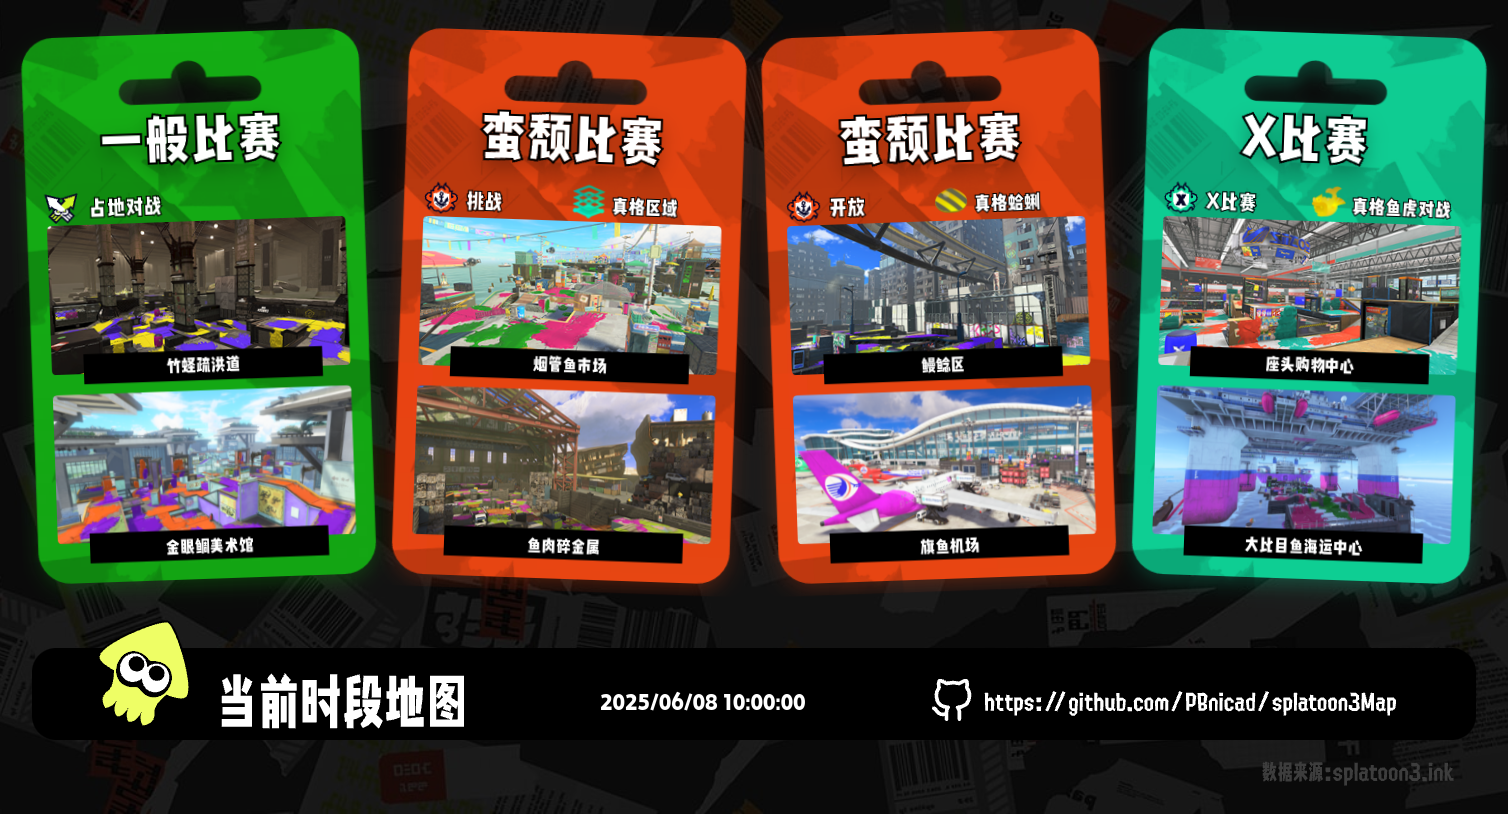 一般比赛
占地对战
竹蛏疏洪道
金眼鲷美术馆
蛮颓比赛
挑战
真格区域
烟管鱼市场
鱼肉碎金属
蛮颓比赛
开放
真格蛤蜊
鳗鲶区
旗鱼机场
X比赛
X比赛
真格鱼虎对战
座头购物中心
大比目鱼海运中心
当前时段地图
2025/06/08 10:00:00
https://github.com/PBnicad/splatoon3Map
数据来源:splatoon3.ink